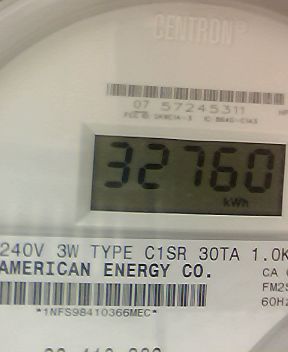 CENTRON®
07 57245311
32760
kWh
240V 3W TYPE C1SR 30TA 1.0K
AMERICAN ENERGY CO.
CA
FM2S
60Hz
*1NFS98410366MEC*